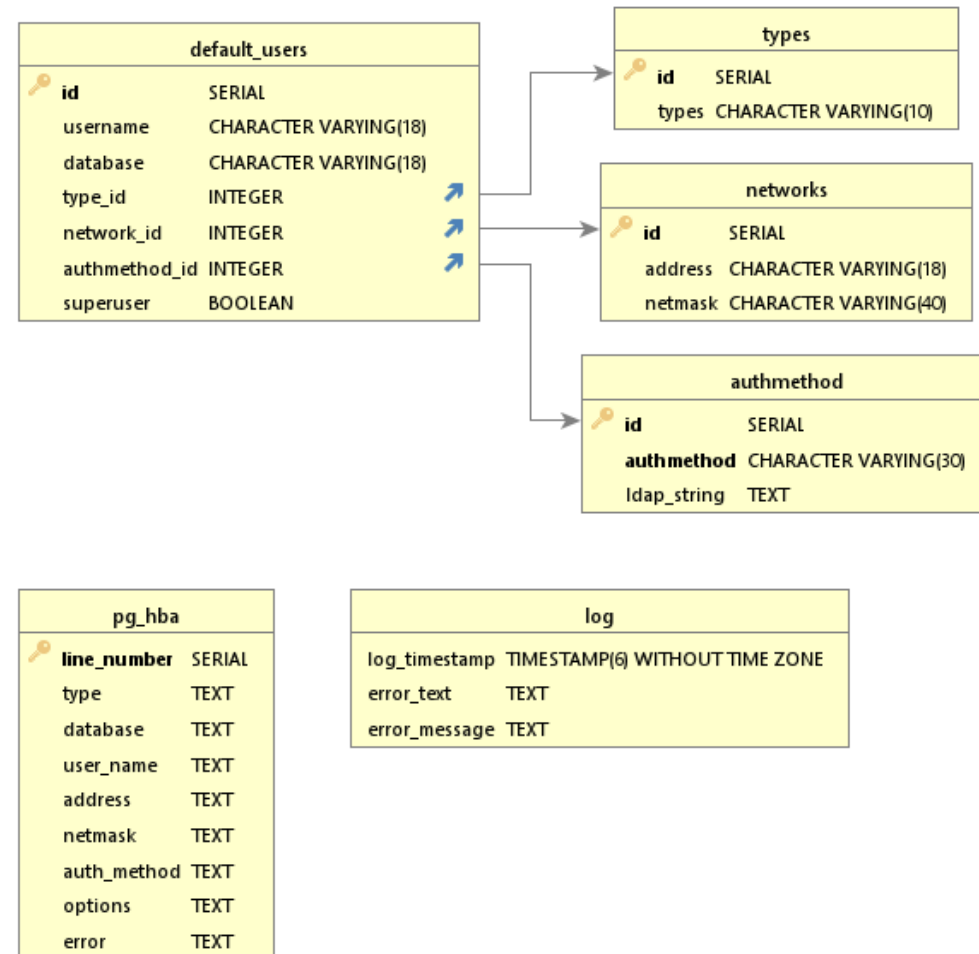 default_users
id SERIAL
username CHARACTER VARYING(18)
database CHARACTER VARYING(18)
type_id INTEGER
network_id INTEGER
authmethod_id INTEGER
superuser BOOLEAN
types
id SERIAL
types CHARACTER VARYING(10)
networks
id SERIAL
address CHARACTER VARYING(18)
netmask CHARACTER VARYING(40)
authmethod
id SERIAL
authmethod CHARACTER VARYING(30)
ldap_string TEXT
pg_hba
line_number SERIAL
type TEXT
database TEXT
user_name TEXT
address TEXT
netmask TEXT
auth_method TEXT
options TEXT
error TEXT
log
log_timestamp TIMESTAMP(6) WITHOUT TIME ZONE
error_text TEXT
error_message TEXT